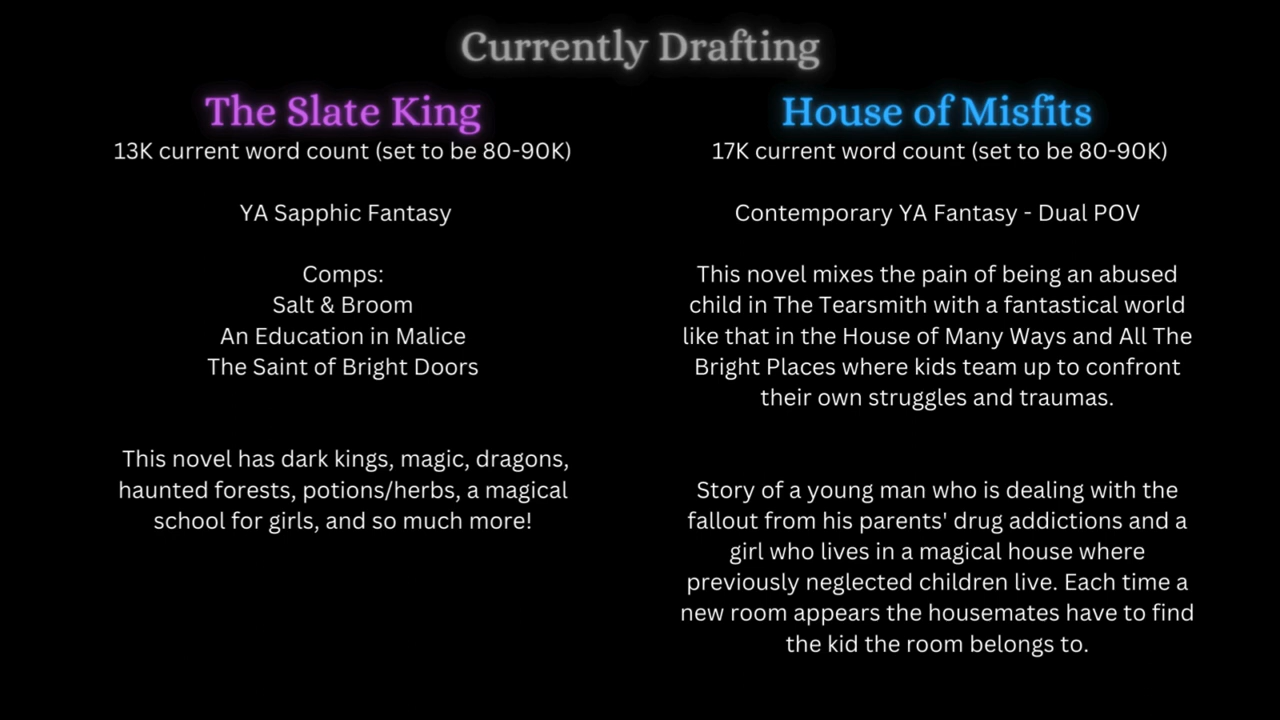 Currently Drafting
The Slate King
13K current word count (set to be 80-90K)
YA Sapphic Fantasy
Comps:
Salt & Broom
An Education in Malice
The Saint of Bright Doors
This novel has dark kings, magic, dragons,
haunted forests, potions/herbs, a magical
school for girls, and so much more!
House of Misfits
17K current word count (set to be 80-90K)
Contemporary YA Fantasy - Dual POV
This novel mixes the pain of being an abused
child in The Tearsmith with a fantastical world
like that in the House of Many Ways and All The
Bright Places where kids team up to confront
their own struggles and traumas.
Story of a young man who is dealing with the
fallout from his parents' drug addictions and a
girl who lives in a magical house where
previously neglected children live. Each time a
new room appears the housemates have to find
the kid the room belongs to.